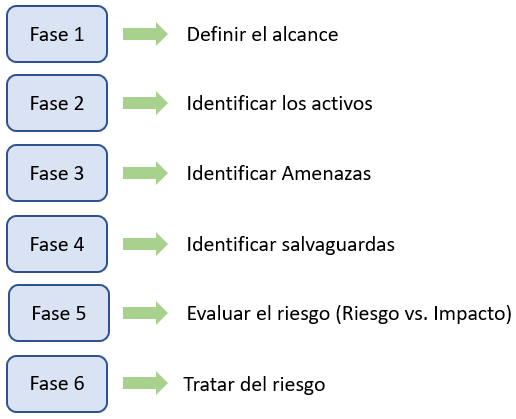 Fase 1 Definir el alcance
Fase 2 Identificar los activos
Fase 3 Identificar Amenazas
Fase 4 Identificar salvaguardas
Fase 5 Evaluar el riesgo (Riesgo vs. Impacto)
Fase 6 Tratar del riesgo